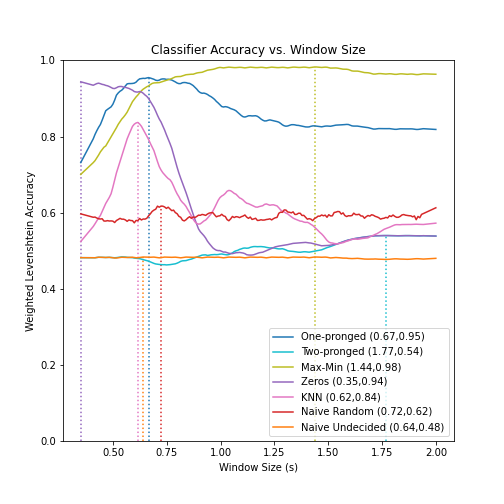 Classifier Accuracy vs. Window Size
1.0
0.8
0.6
0.4
0.2
0.0
Weighted Levenshtein Accuracy
One-pronged (0.67,0.95)
Two-pronged (1.77,0.54)
Max-Min (1.44,0.98)
Zeros (0.35,0.94)
KNN (0.62,0.84)
Naive Random (0.72,0.62)
Naive Undecided (0.64,0.48)
0.50 0.75 1.00 1.25 1.50 1.75 2.00
Window Size (s)